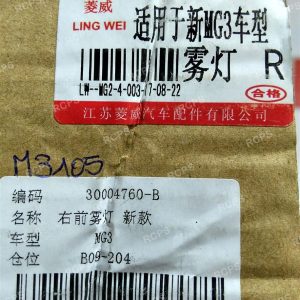 菱威
LING WEI
适用于新MG3车型
雾灯 R
LW--MG2-4-003-/7-08-22
合格
江苏菱威汽车配件有限公司
M3105
编码 30004760-B
名称 右前雾灯 新款
车型 MG3
仓位 B09-204